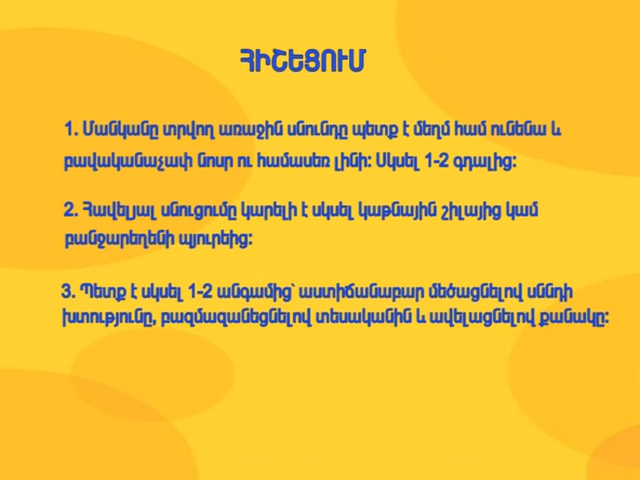 ՀԻՇԵՑՈՒՄ
1. Մանկանը տրվող առաջին սնունդը պետք է մեղմ համ ունենա և
բավականաչափ նոսր ու համասեռ լինի: Սկսել 1-2 գդալից:
2. Հավելյալ սնուցումը կարելի է սկսել կաթնային շիլայից կամ
բանջարեղենի պյուրեից:
3. Պետք է սկսել 1-2 անգամից՝ աստիճանաբար մեծացնելով սննդի
խտությունը, բազմազանեցնելով տեսականին և ավելացնելով քանակը: